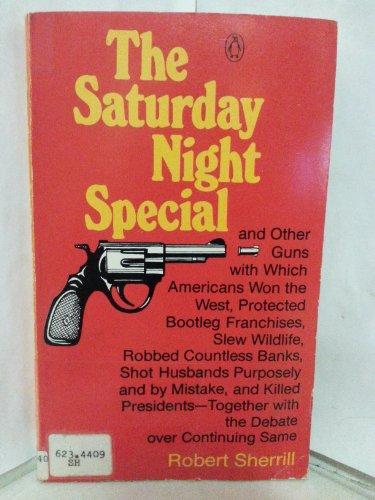 The
Saturday
Night
Special
and Other
Guns
with Which
Americans Won the
West, Protected
Bootleg Franchises,
Slew Wildlife,
Robbed Countless Banks,
Shot Husbands Purposely
and by Mistake, and Killed
Presidents—Together with
the Debate
over Continuing Same
Robert Sherrill
40
623.4409
SH